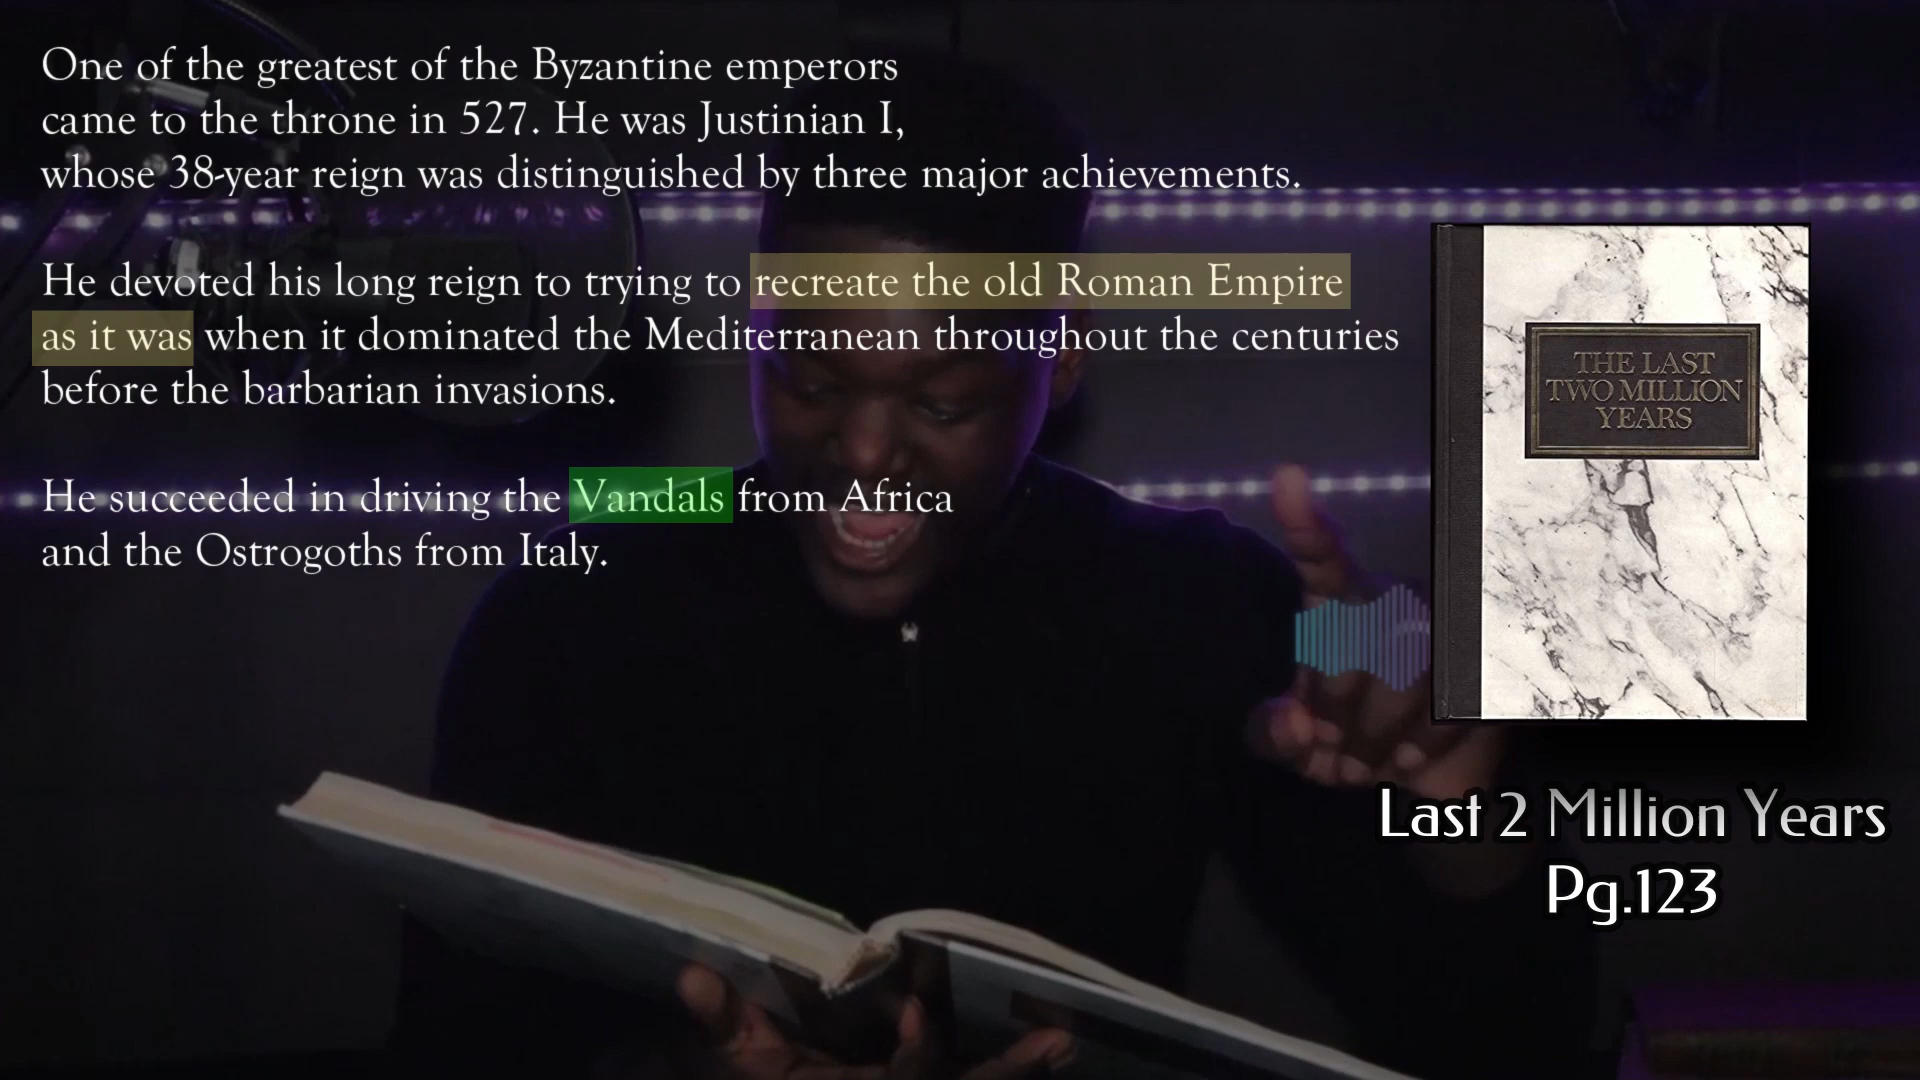 One of the greatest of the Byzantine emperors
came to the throne in 527. He was Justinian I,
whose 38-year reign was distinguished by three major achievements.
He devoted his long reign to trying to recreate the old Roman Empire
as it was when it dominated the Mediterranean throughout the centuries
before the barbarian invasions.
He succeeded in driving the Vandals from Africa
and the Ostrogoths from Italy.
THE LAST
TWO MILLION
YEARS
Last 2 Million Years
Pg.123